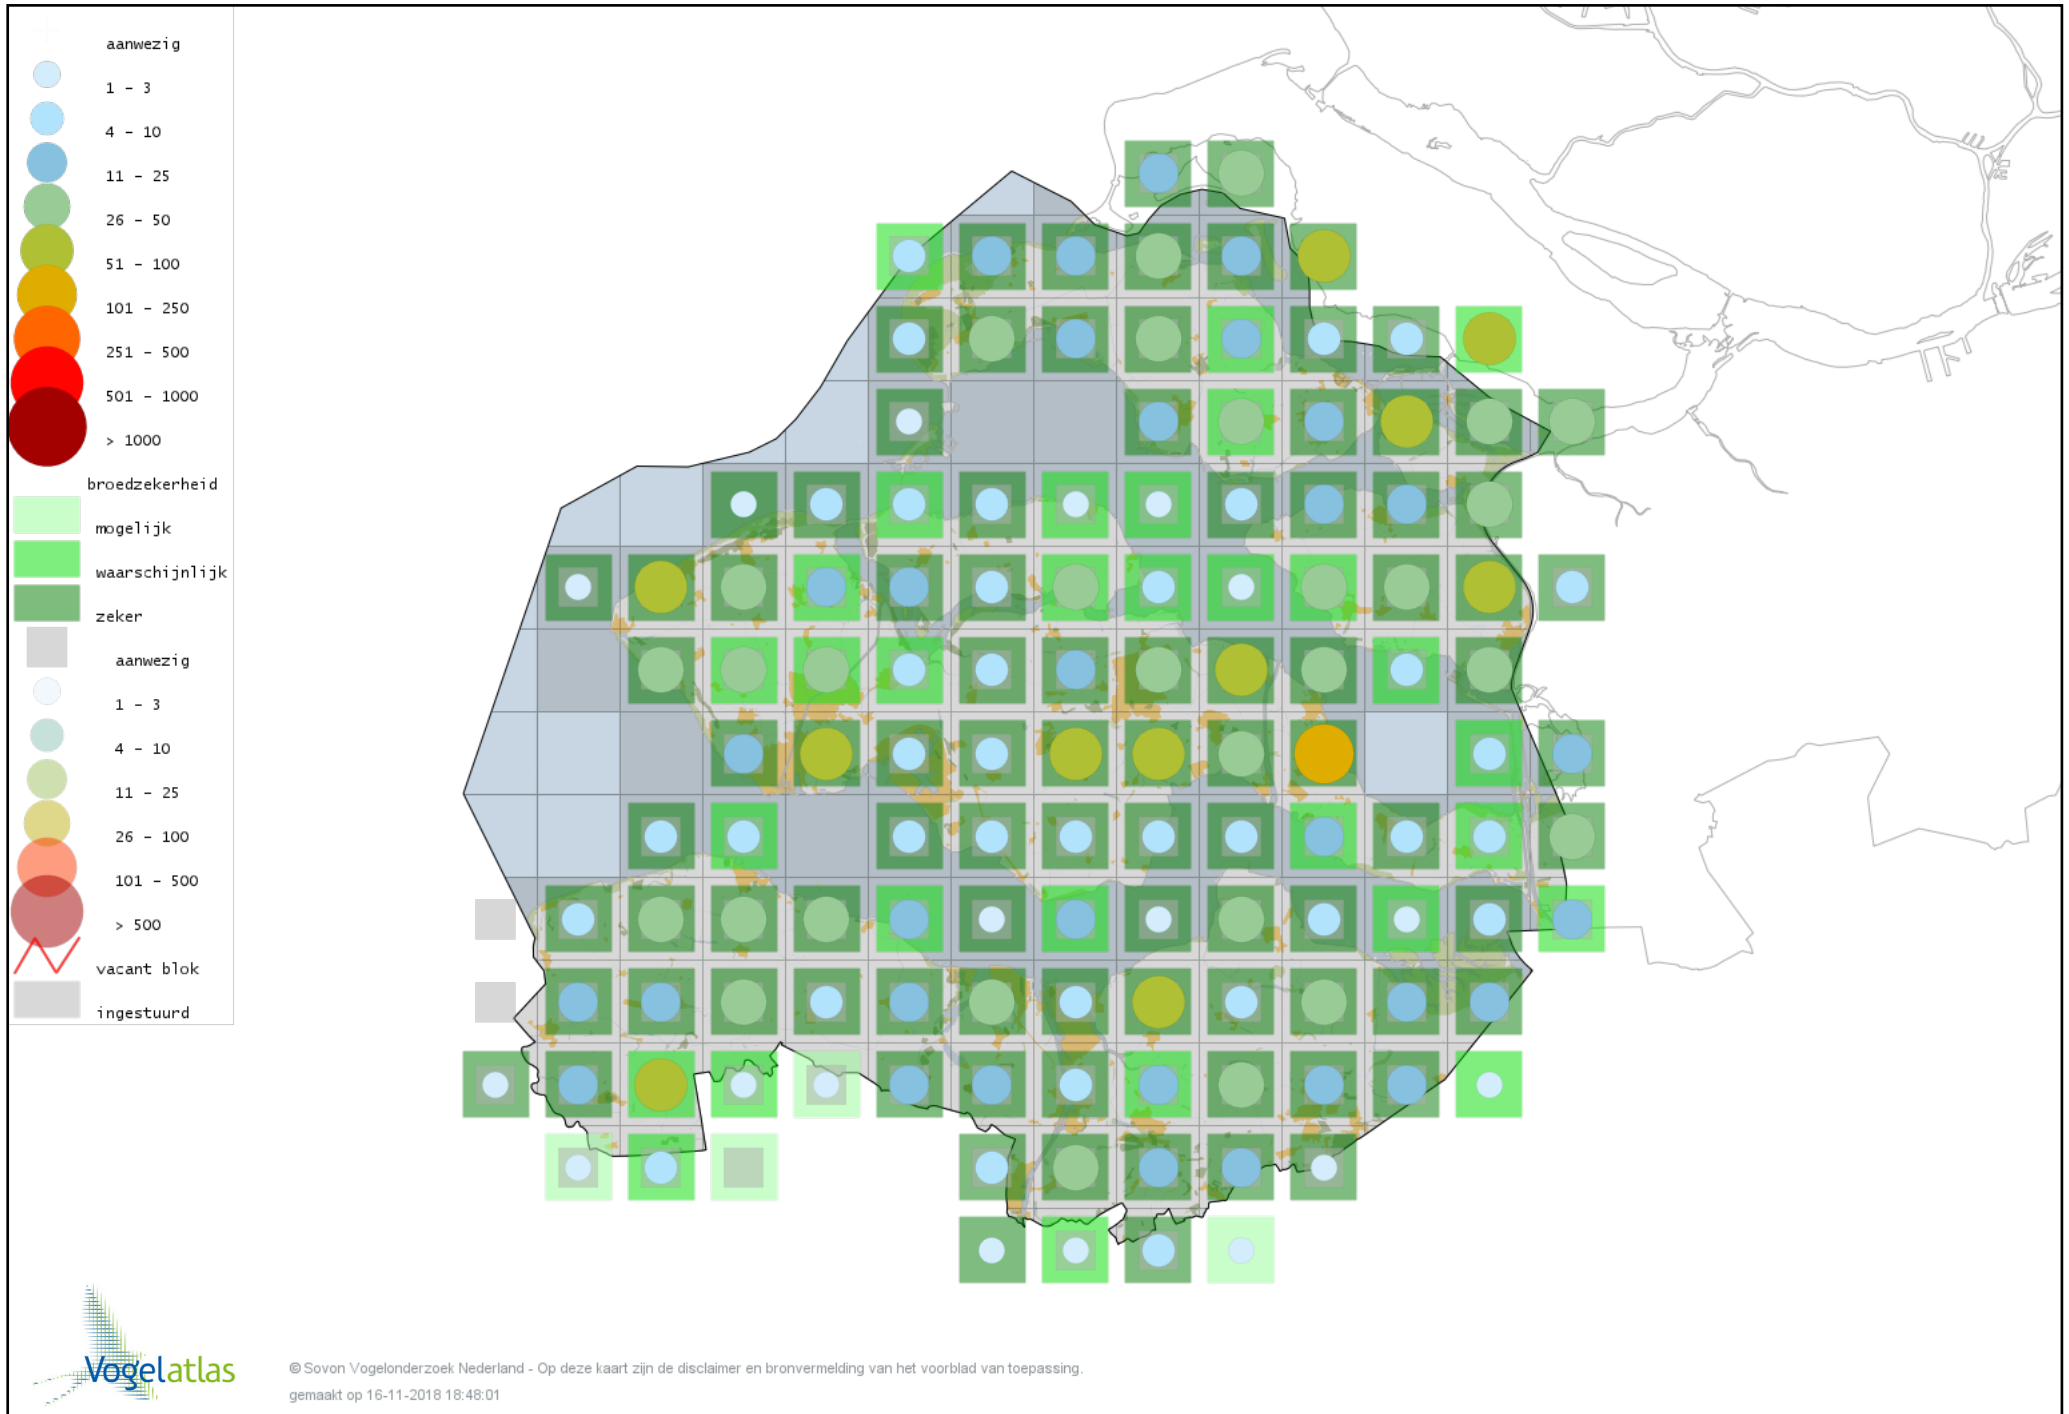 aanwezig
1 - 3
4 - 10
11 - 25
26 - 50
51 - 100
101 - 250
251 - 500
501 - 1000
> 1000
broedzekerheid
mogelijk
waarschijnlijk
zeker
aanwezig
1 - 3
4 - 10
11 - 25
26 - 100
101 - 500
> 500
vacant blok
ingestuurd
Vogelatlas
© Sovon Vogelonderzoek Nederland - Op deze kaart zijn de disclaimer en bronvermelding van het voorblad van toepassing.
gemaakt op 16-11-2018 18:48:01